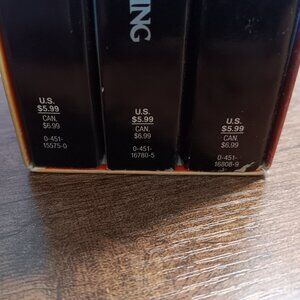 ING
U.S.
$5.99
CAN.
$6.99
0-451-
15575-0
U.S.
$5.99
CAN.
$6.99
0-451-
16780-5
U.S.
$5.99
CAN.
$6.99
0-451-
16808-9